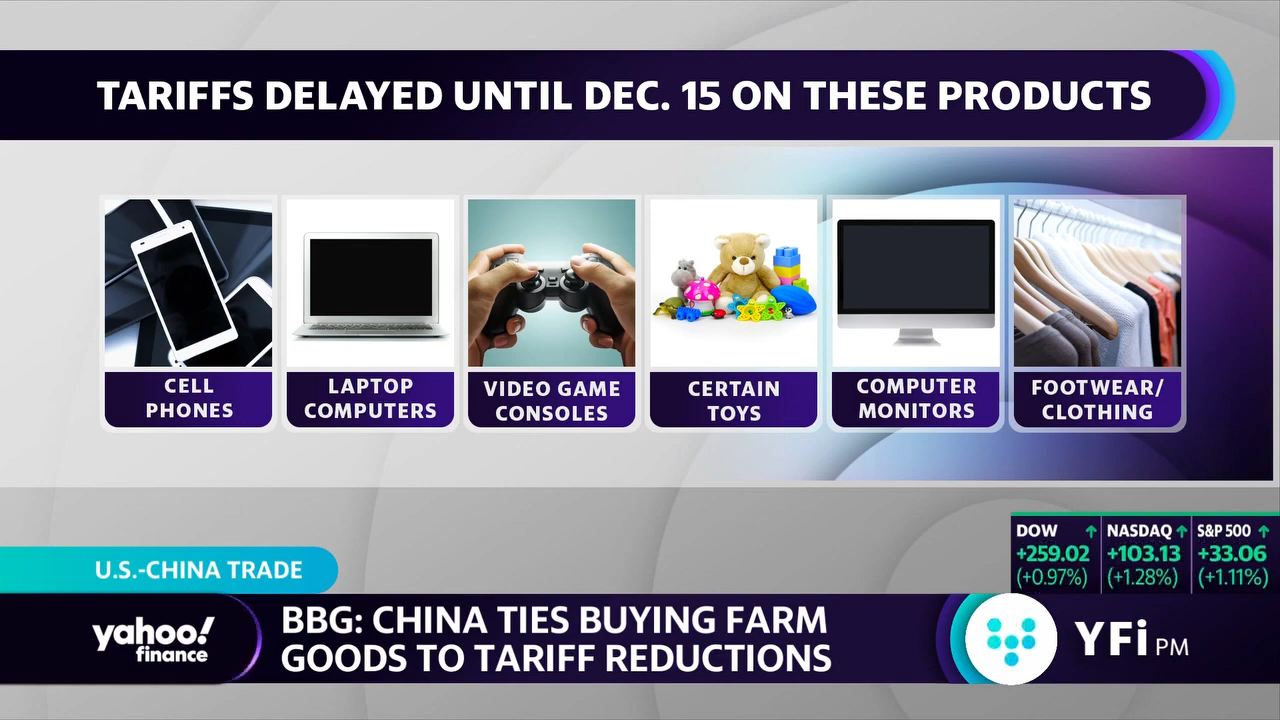 TARIFFS DELAYED UNTIL DEC. 15 ON THESE PRODUCTS
CELL
PHONES
LAPTOP
COMPUTERS
VIDEO GAME
CONSOLES
CERTAIN
TOYS
COMPUTER
MONITORS
FOOTWEAR/
CLOTHING
DOW
+259.02
(+0.97%)
NASDAQ
+103.13
(+1.28%)
S&P 500
+33.06
(+1.11%)
U.S.-CHINA TRADE
yahoo!
finance
BBG: CHINA TIES BUYING FARM
GOODS TO TARIFF REDUCTIONS
YFi PM